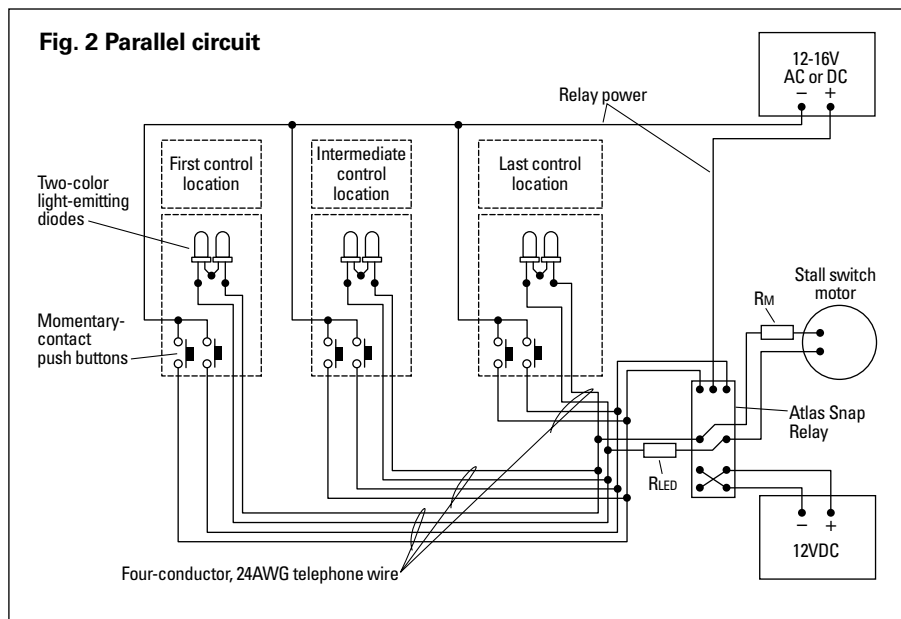 Fig. 2 Parallel circuit
12-16V
AC or DC
− +
Relay power
First control
location
Intermediate
control
location
Last control
location
Two-color
light-emitting
diodes
Stall switch
motor
RM
Momentary-
contact
push buttons
Atlas Snap
Relay
RLED
− +
12VDC
Four-conductor, 24AWG telephone wire